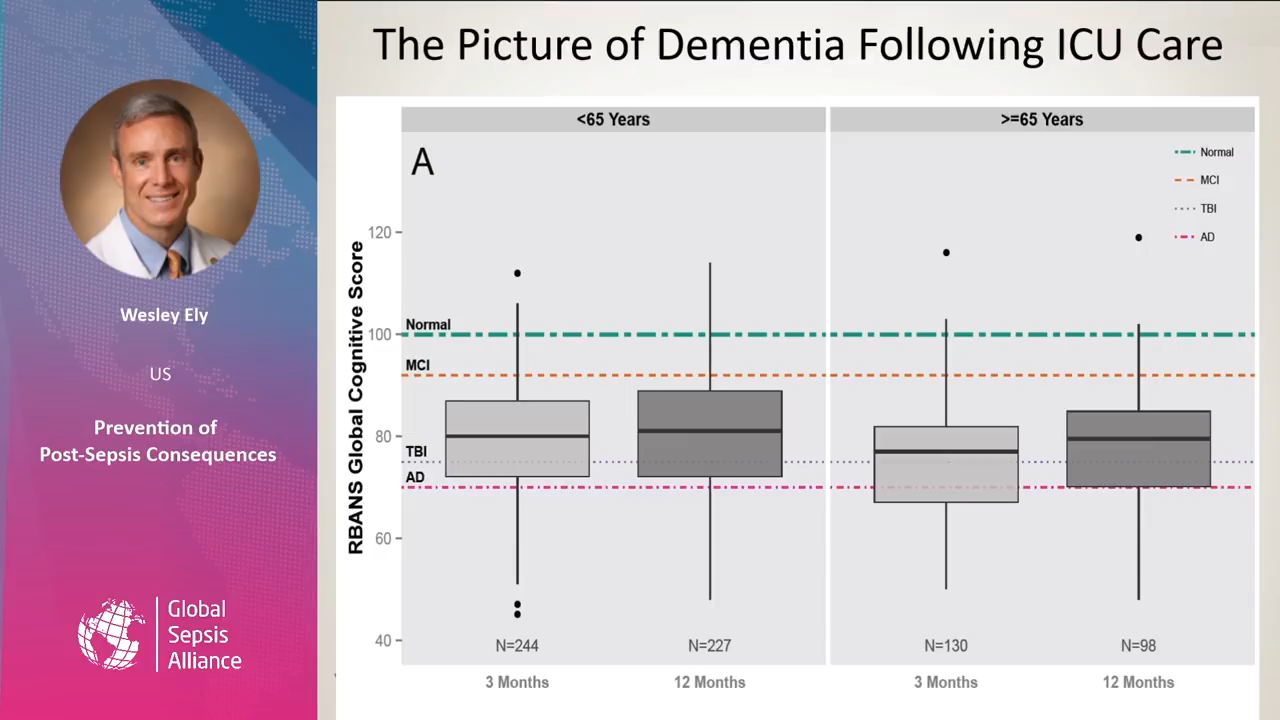 The Picture of Dementia Following ICU Care
Wesley Ely
US
Prevention of
Post-Sepsis Consequences
Global
Sepsis
Alliance
<65 Years
>=65 Years
A
Normal
MCI
TBI
AD
RBANS Global Cognitive Score
120
100
80
60
40
Normal
MCI
TBI
AD
N=244
N=227
N=130
N=98
3 Months
12 Months
3 Months
12 Months